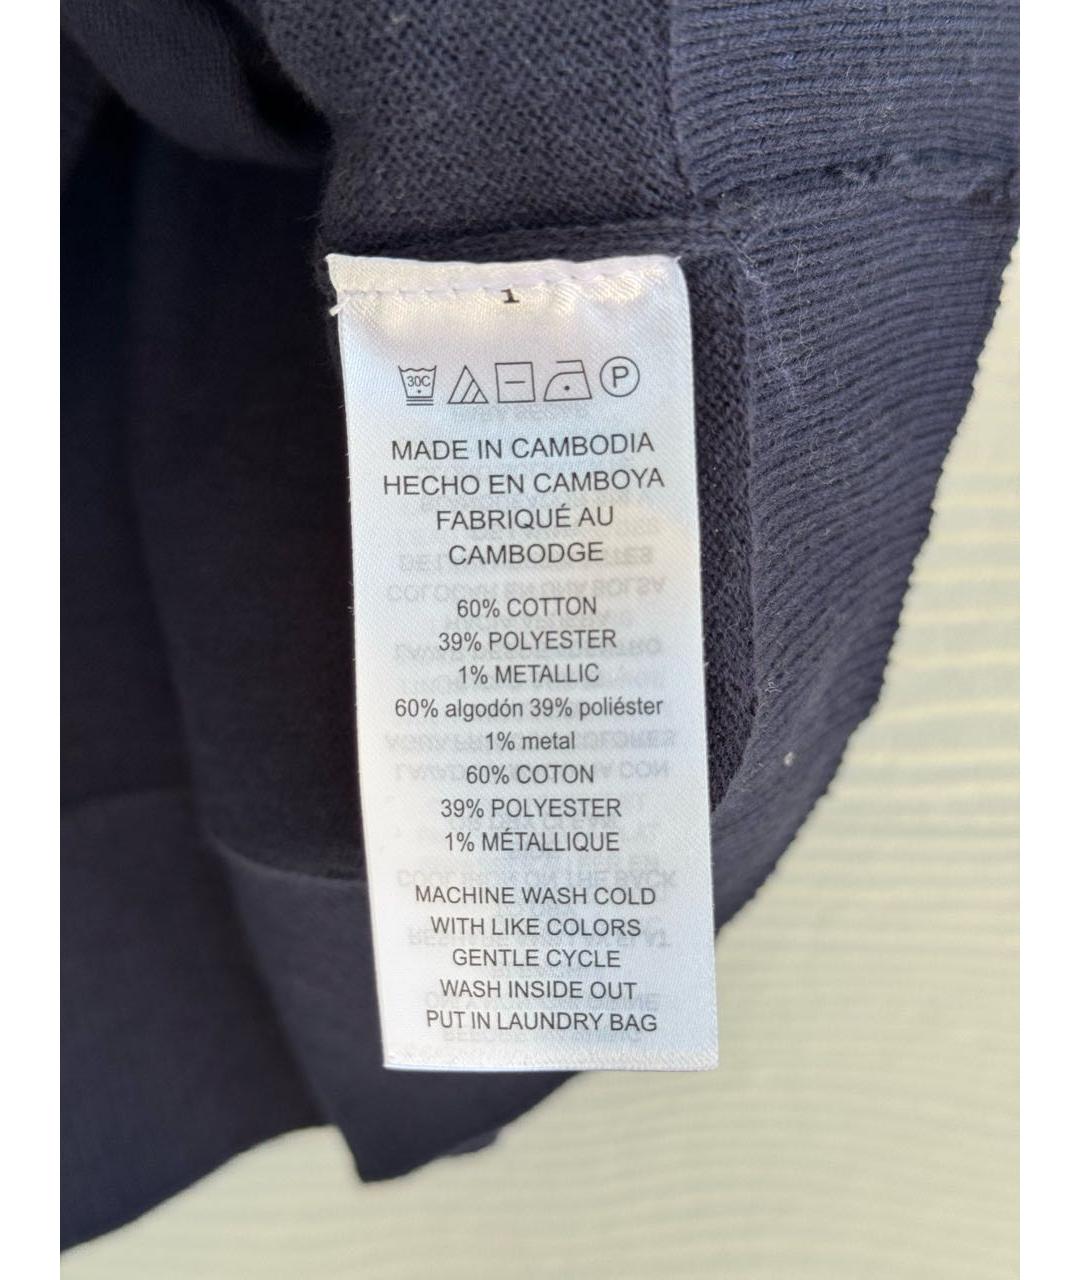 1
30C P
MADE IN CAMBODIA
HECHO EN CAMBOYA
FABRIQUÉ AU
CAMBODGE
60% COTTON
39% POLYESTER
1% METALLIC
60% algodón 39% poliéster
1% metal
60% COTON
39% POLYESTER
1% MÉTALLIQUE
MACHINE WASH COLD
WITH LIKE COLORS
GENTLE CYCLE
WASH INSIDE OUT
PUT IN LAUNDRY BAG